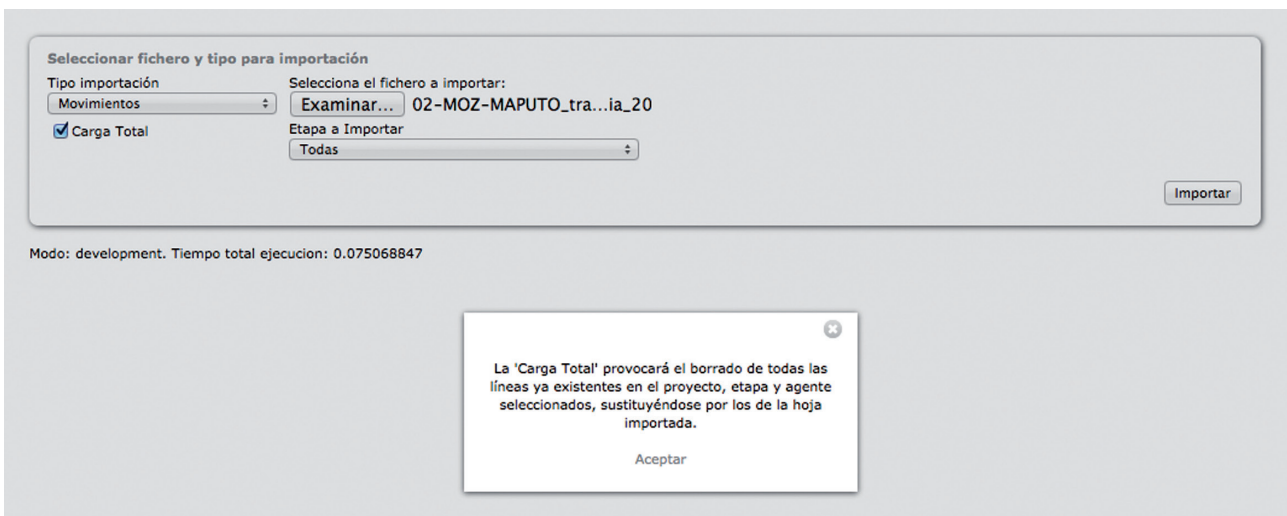 Seleccionar fichero y tipo para importación
Tipo importación
Selecciona el fichero a importar:
Movimientos
Examinar...
02-MOZ-MAPUTO_tra...ia_20
Carga Total
Etapa a Importar
Todas
Importar
Modo: development. Tiempo total ejecucion: 0.075068847
La 'Carga Total' provocará el borrado de todas las
líneas ya existentes en el proyecto, etapa y agente
seleccionados, sustituyéndose por los de la hoja
importada.
Aceptar